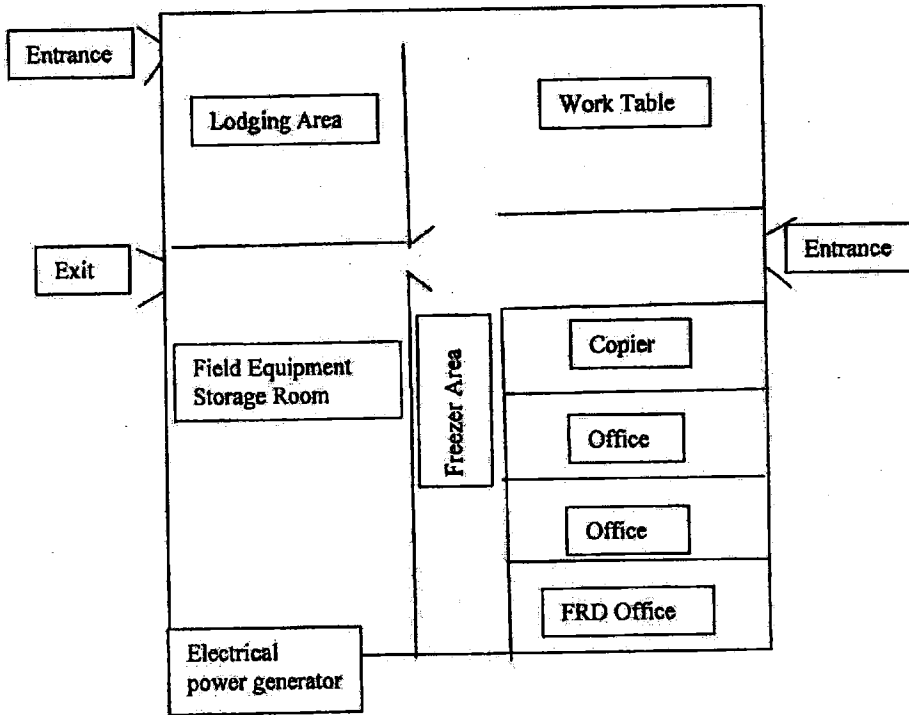 Entrance
Lodging Area
Work Table
Exit
Entrance
Field Equipment
Storage Room
Freezer Area
Copier
Office
Office
FRD Office
Electrical
power generator